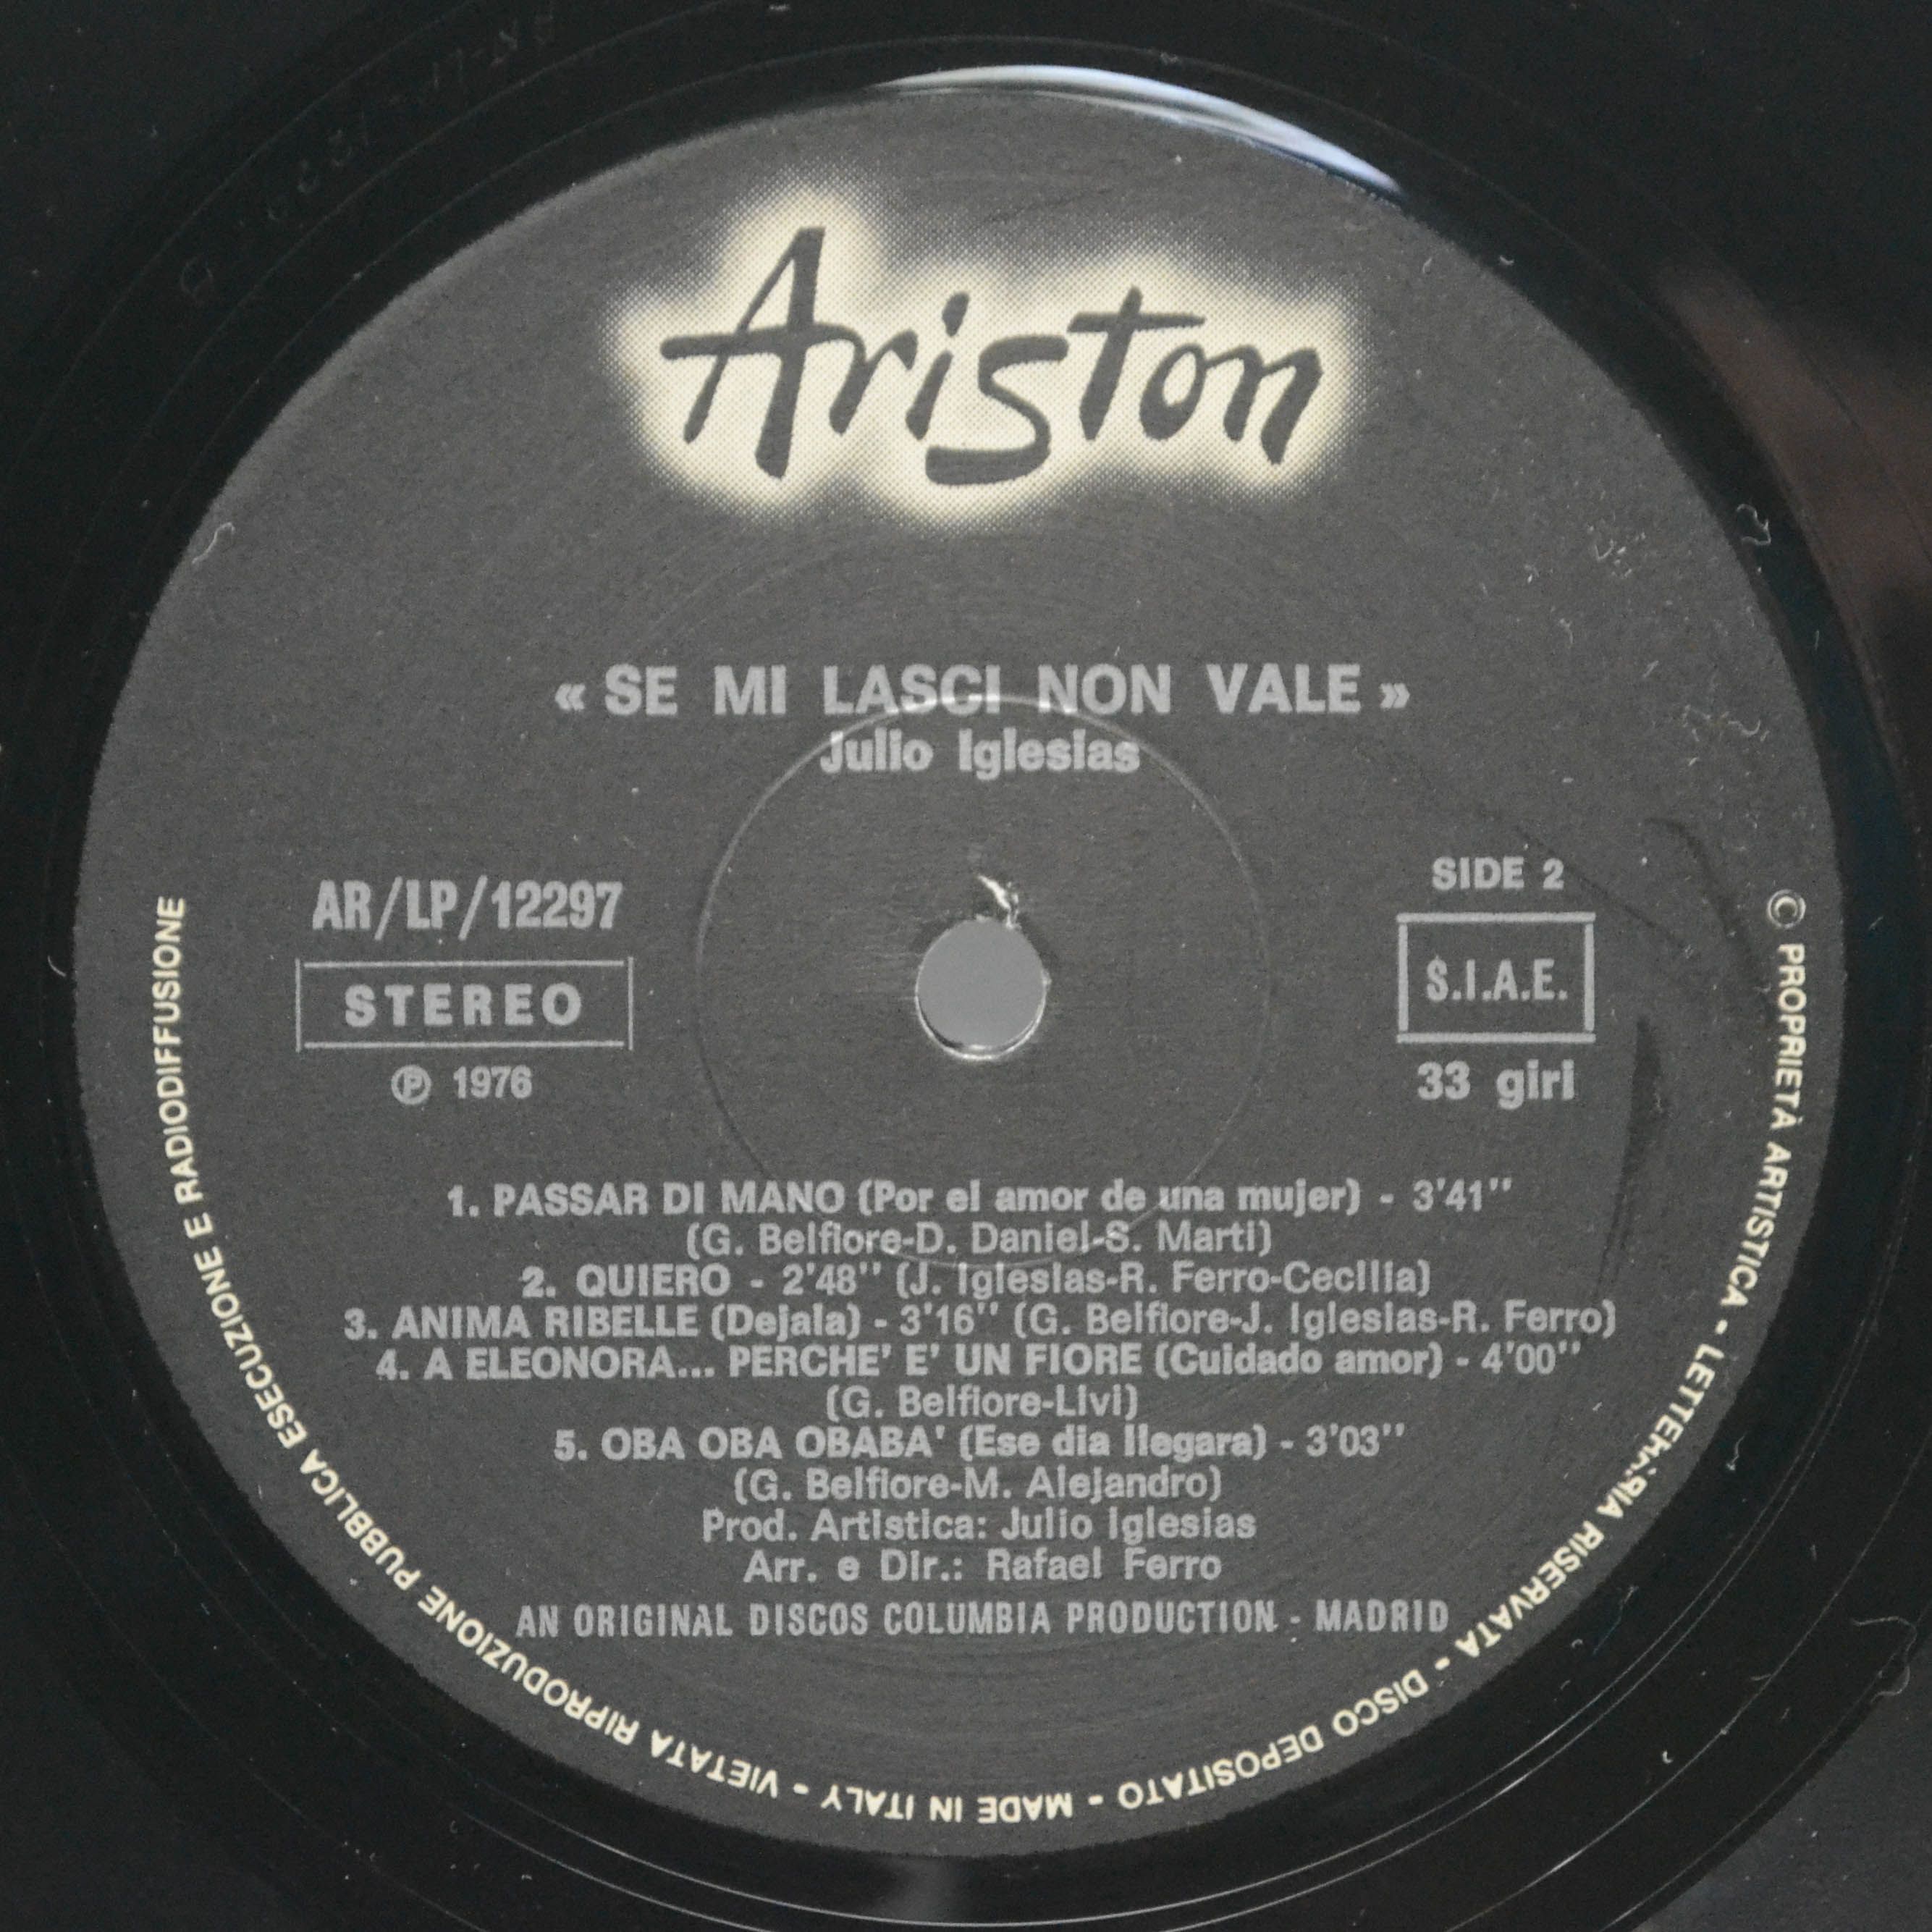 Ariston
« SE MI LASCI NON VALE »
Julio Iglesias
AR/LP/12297
STEREO
℗ 1976
SIDE 2
S.I.A.E.
33 giri
1. PASSAR DI MANO (Por el amor de una mujer) - 3'41''
(G. Belfiore-D. Daniel-S. Marti)
2. QUIERO - 2'48'' (J. Iglesias-R. Ferro-Cecilia)
3. ANIMA RIBELLE (Dejala) - 3'16'' (G. Belfiore-J. Iglesias-R. Ferro)
4. A ELEONORA... PERCHE' E' UN FIORE (Cuidado amor) - 4'00''
(G. Belfiore-Livi)
5. OBA OBA OBABA' (Ese dia llegara) - 3'03''
(G. Belfiore-M. Alejandro)
Prod. Artistica: Julio Iglesias
Arr. e Dir.: Rafael Ferro
AN ORIGINAL DISCOS COLUMBIA PRODUCTION - MADRID
© PROPRIETÀ ARTISTICA - LETTERARIA RISERVATA - DISCO DEPOSITATO - MADE IN ITALY - VIETATA RIPRODUZIONE PUBBLICA ESECUZIONE E RADIODIFFUSIONE